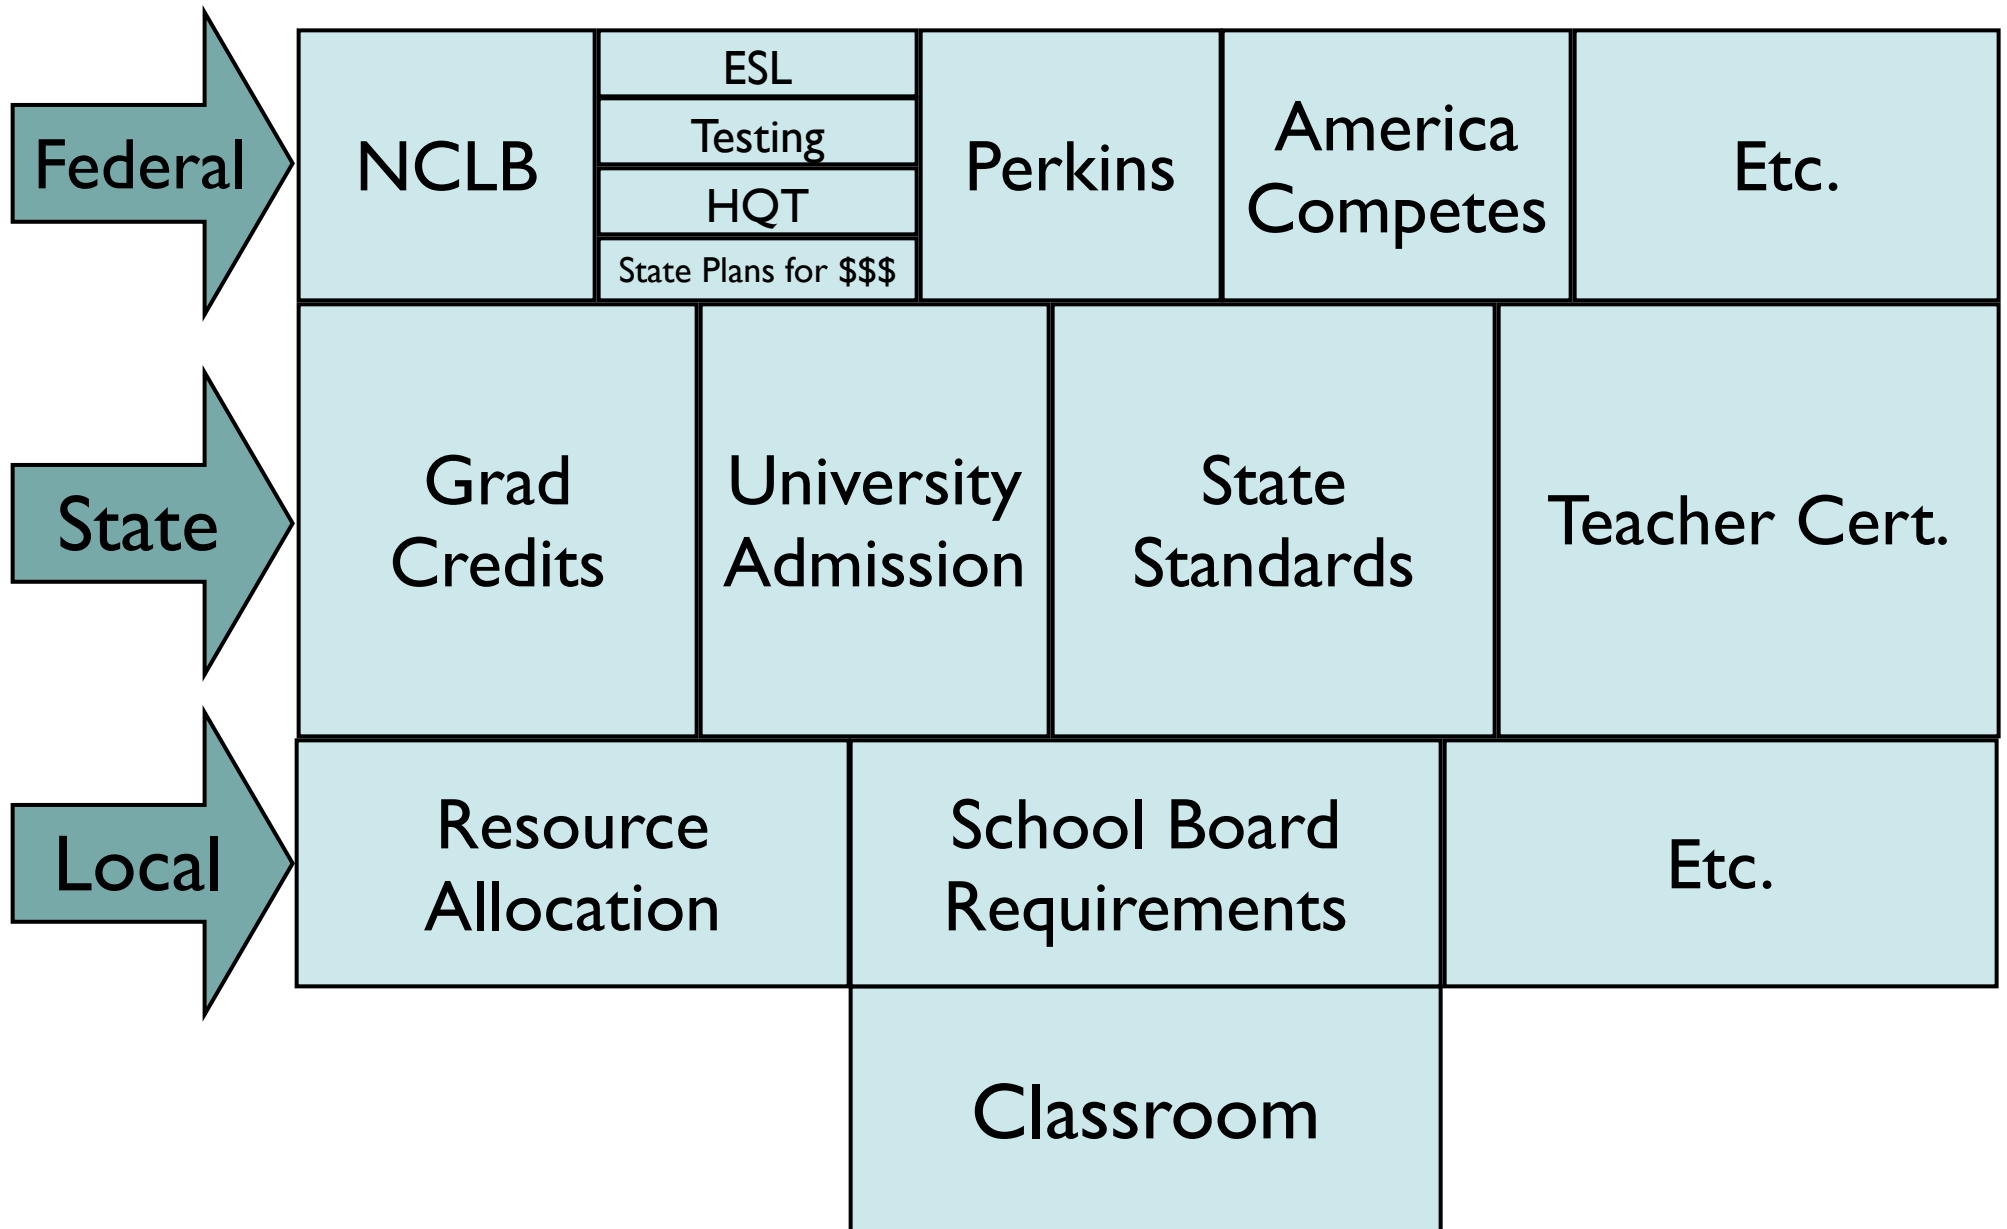 Federal
NCLB
ESL
Testing
HQT
State Plans for $$$
Perkins
America
Competes
Etc.
State
Grad
Credits
University
Admission
State
Standards
Teacher Cert.
Local
Resource
Allocation
School Board
Requirements
Etc.
Classroom